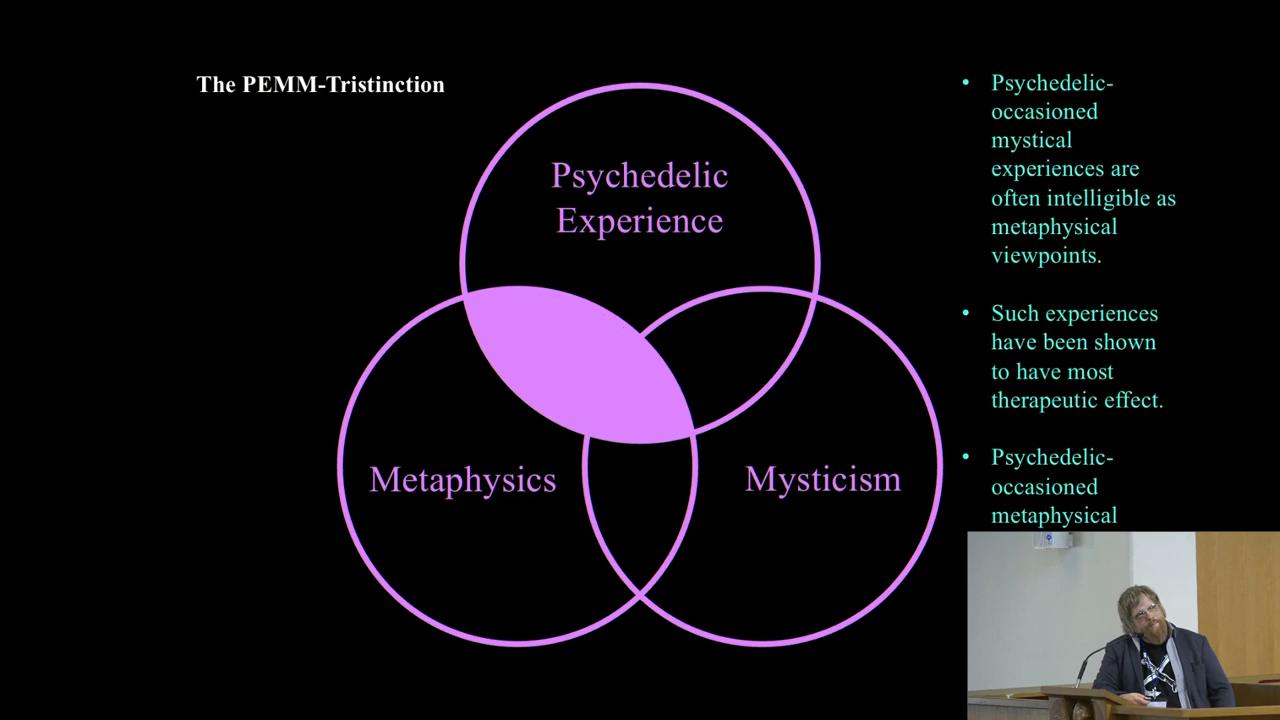 The PEMM-Tristinction
Psychedelic
Experience
Metaphysics
Mysticism
• Psychedelic-
occasioned
mystical
experiences are
often intelligible as
metaphysical
viewpoints.
• Such experiences
have been shown
to have most
therapeutic effect.
• Psychedelic-
occasioned
metaphysical